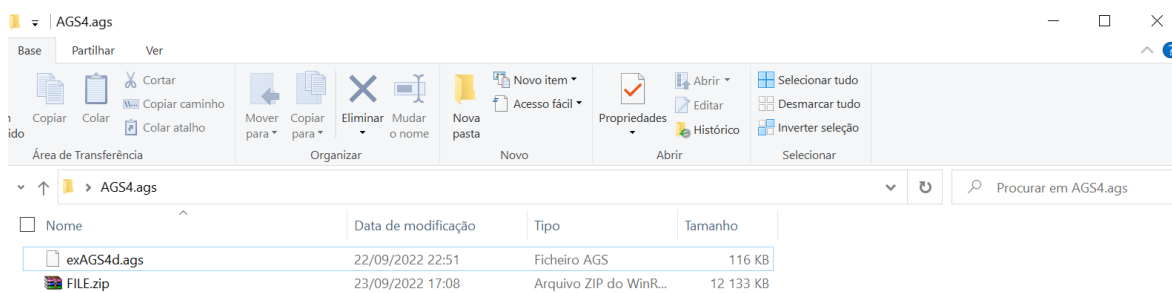 AGS4.ags
Base Partilhar Ver
Copiar Colar Cortar Copiar caminho Colar atalho
ido
Área de Transferência
Mover para Copiar para Eliminar Mudar o nome
Organizar
Nova pasta Novo item Acesso fácil
Novo
Propriedades Abrir Editar Histórico
Abrir
Selecionar tudo Desmarcar tudo Inverter seleção
Selecionar
AGS4.ags Procurar em AGS4.ags
Nome Data de modificação Tipo Tamanho
exAGS4d.ags 22/09/2022 22:51 Ficheiro AGS 116 KB
FILE.zip 23/09/2022 17:08 Arquivo ZIP do WinR... 12 133 KB